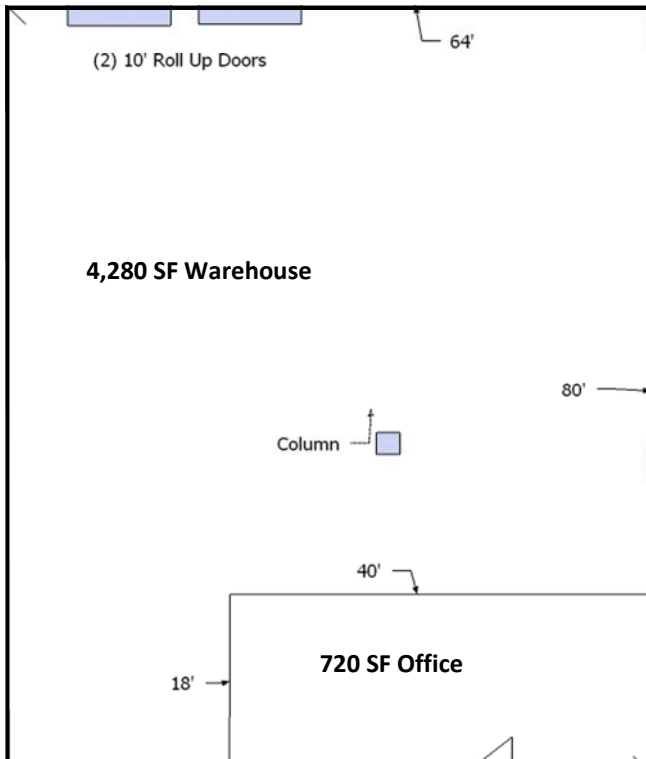 64'
(2) 10' Roll Up Doors
4,280 SF Warehouse
80'
Column
40'
720 SF Office
18'